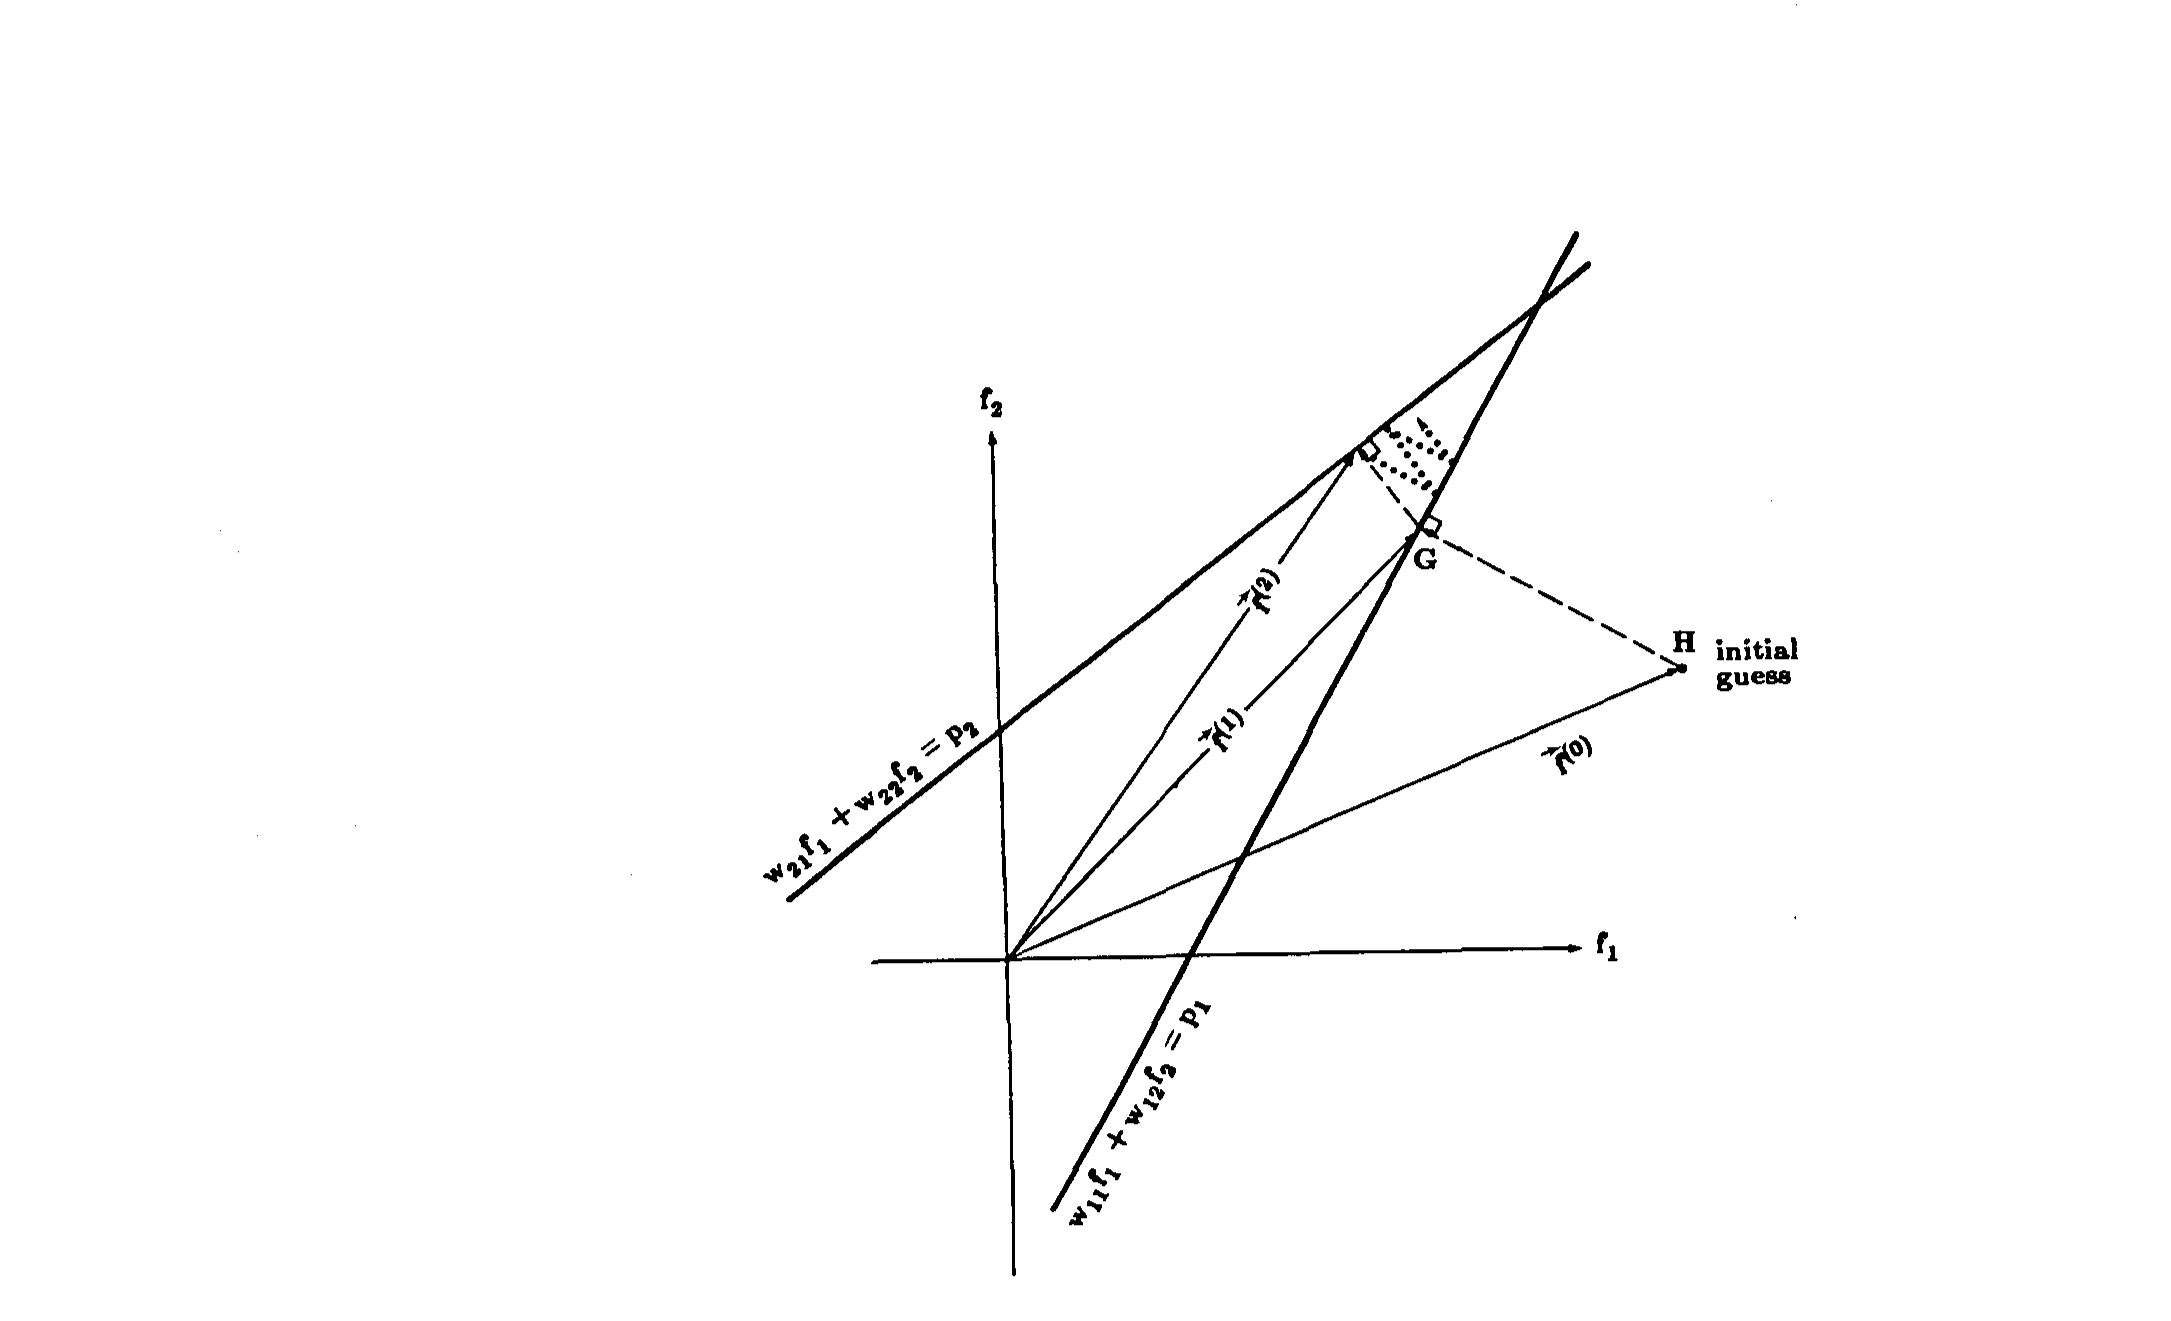 f₂
f⃗⁽²⁾
G
H initial
guess
f⃗⁽¹⁾
w₂₁f₁ + w₂₂f₂ = p₂
f⃗⁽⁰⁾
f₁
w₁₁f₁ + w₁₂f₂ = p₁